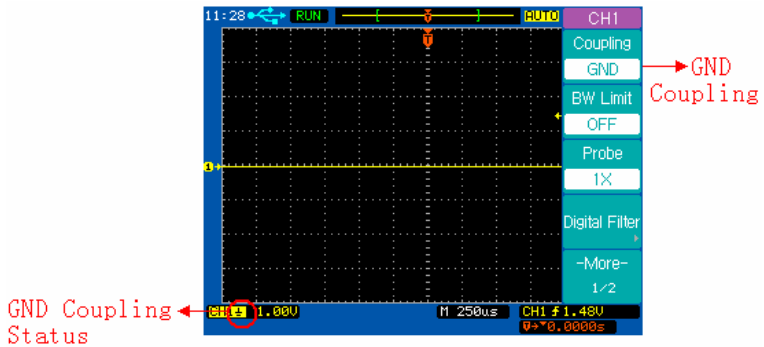 11:28 RUN T AUTO CH1
T
Coupling
GND
GND
Coupling
BW Limit
OFF
Probe
1X
1
Digital Filter
-More-
1/2
GND Coupling
Status
CH1 1.00V M 250us CH1 1.48V
0.0000s